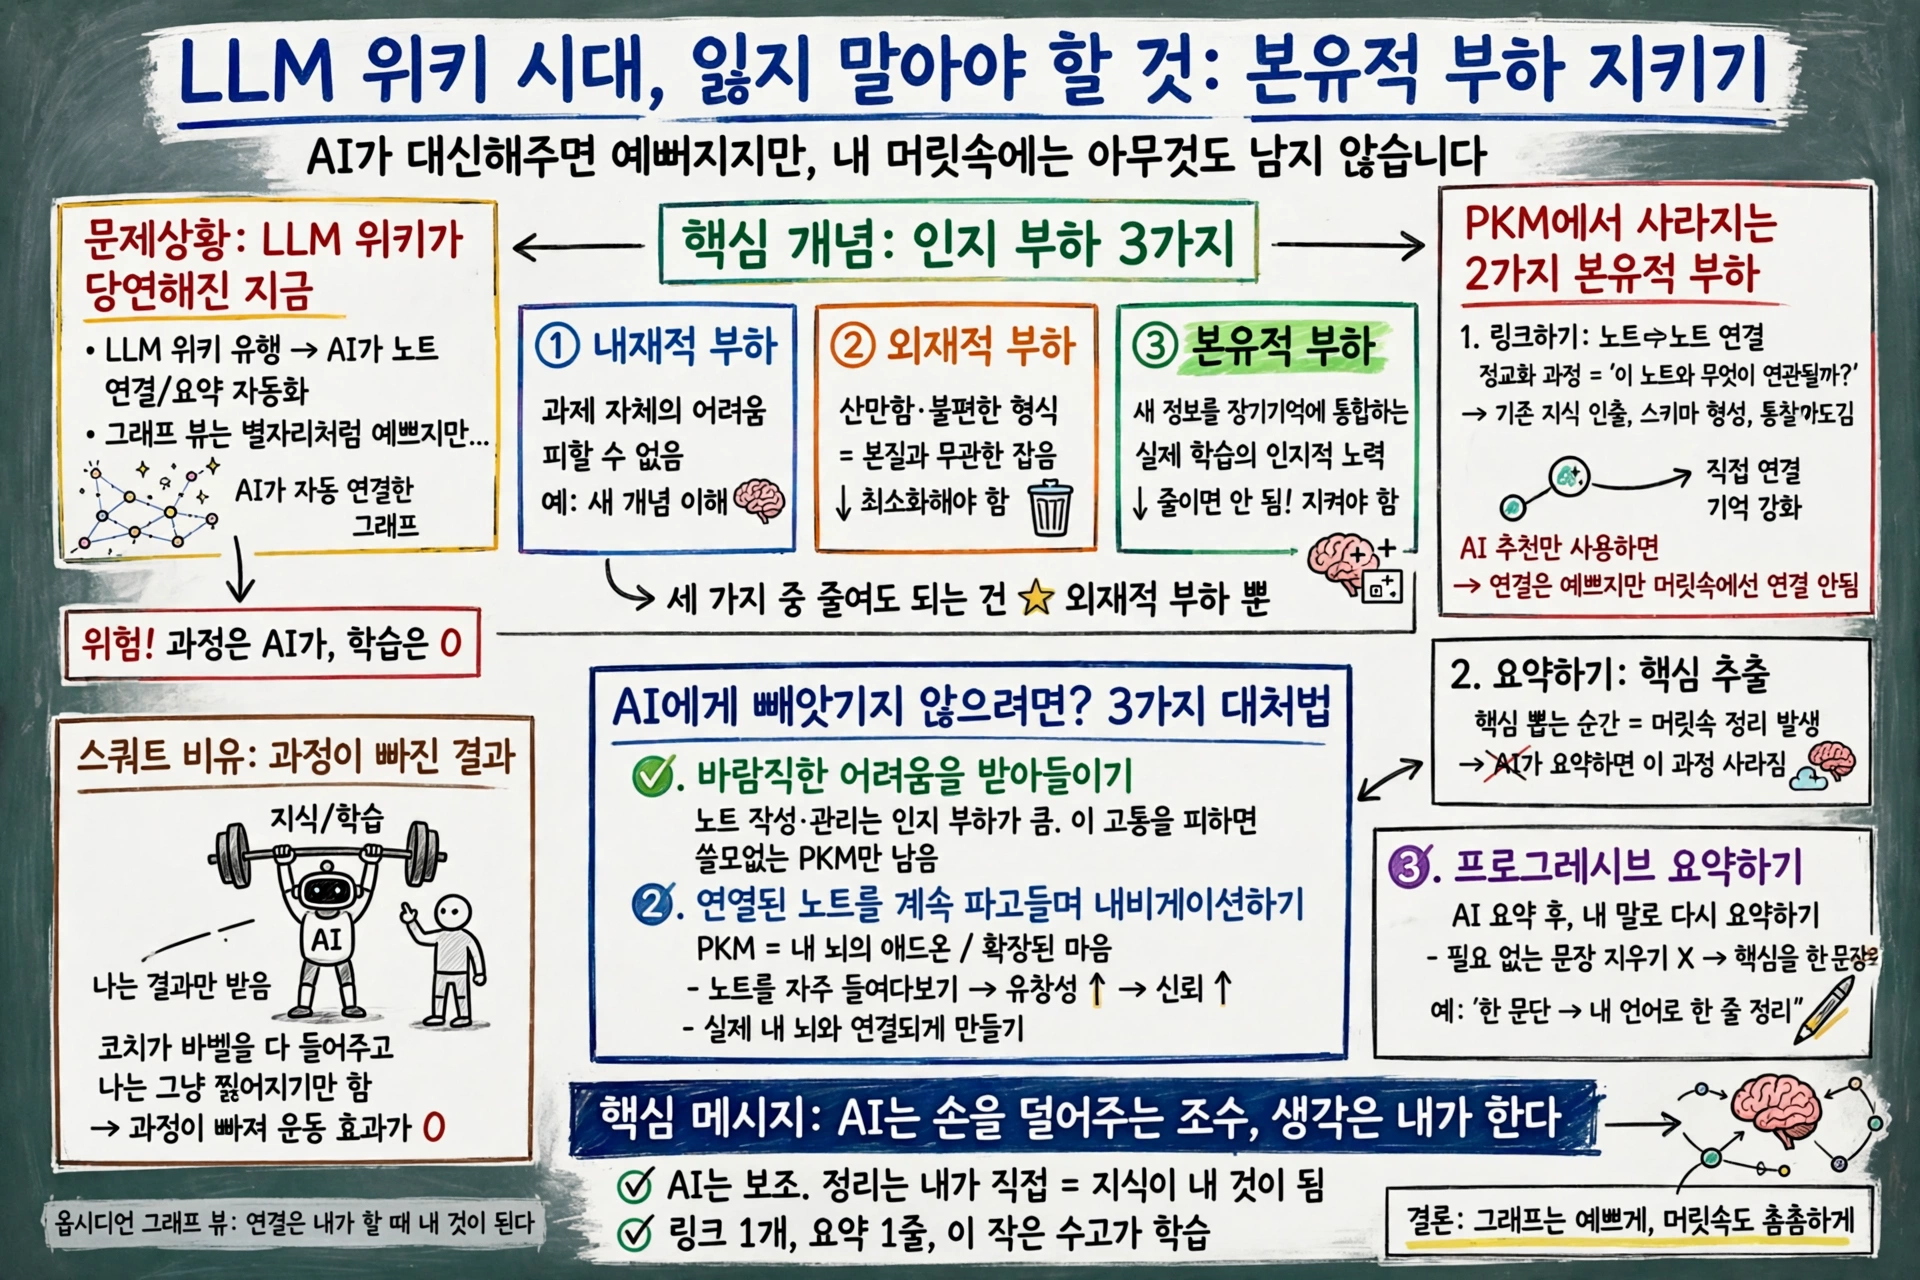 LLM 위키 시대, 잃지 말아야 할 것: 본유적 부하 지키기
AI가 대신해주면 예뻐지지만, 내 머릿속에는 아무것도 남지 않습니다
문제상황: LLM 위키가
당연해진 지금
• LLM 위키 유행 → AI가 노트
연결/요약 자동화
• 그래프 뷰는 별자리처럼 예쁘지만...
AI가 자동 연결한
그래프
위험! 과정은 AI가, 학습은 0
스쿼트 비유: 과정이 빠진 결과
지식/학습
AI
나는 결과만 받음
코치가 바벨을 다 들어주고
나는 그냥 찗어지기만 함
→ 과정이 빠져 운동 효과가 0
옵시디언 그래프 뷰: 연결은 내가 할 때 내 것이 된다
핵심 개념: 인지 부하 3가지
① 내재적 부하
과제 자체의 어려움
피할 수 없음
예: 새 개념 이해
② 외재적 부하
산만함·불편한 형식
= 본질과 무관한 잡음
↓ 최소화해야 함
③ 본유적 부하
새 정보를 장기기억에 통합하는
실제 학습의 인지적 노력
↓ 줄이면 안 됨! 지켜야 함
세 가지 중 줄여도 되는 건 ⭐ 외재적 부하 뿐
AI에게 빼앗기지 않으려면? 3가지 대처법
✓. 바람직한 어려움을 받아들이기
노트 작성·관리는 인지 부하가 큼. 이 고통을 피하면
쓸모없는 PKM만 남음
2. 연열된 노트를 계속 파고들며 내비게이션하기
PKM = 내 뇌의 애드온 / 확장된 마음
- 노트를 자주 들여다보기 → 유창성 ↑ → 신뢰 ↑
- 실제 내 뇌와 연결되게 만들기
PKM에서 사라지는
2가지 본유적 부하
1. 링크하기: 노트⇨노트 연결
정교화 과정 = '이 노트와 무엇이 연관될까?'
→ 기존 지식 인출, 스키마 형성, 통찰까도김
직접 연결
기억 강화
AI 추천만 사용하면
→ 연결은 예쁘지만 머릿속에선 연결 안됨
2. 요약하기: 핵심 추출
핵심 뽑는 순간 = 머릿속 정리 발생
→ AI가 요약하면 이 과정 사라짐
3. 프로그레시브 요약하기
AI 요약 후, 내 말로 다시 요약하기
- 필요 없는 문장 지우기 X → 핵심을 한 문장으
예: '한 문단 → 내 언어로 한 줄 정리"
핵심 메시지: AI는 손을 덜어주는 조수, 생각은 내가 한다
✓ AI는 보조. 정리는 내가 직접 = 지식이 내 것이 됨
✓ 링크 1개, 요약 1줄, 이 작은 수고가 학습
결론: 그래프는 예쁘게, 머릿속도 촘촘하게